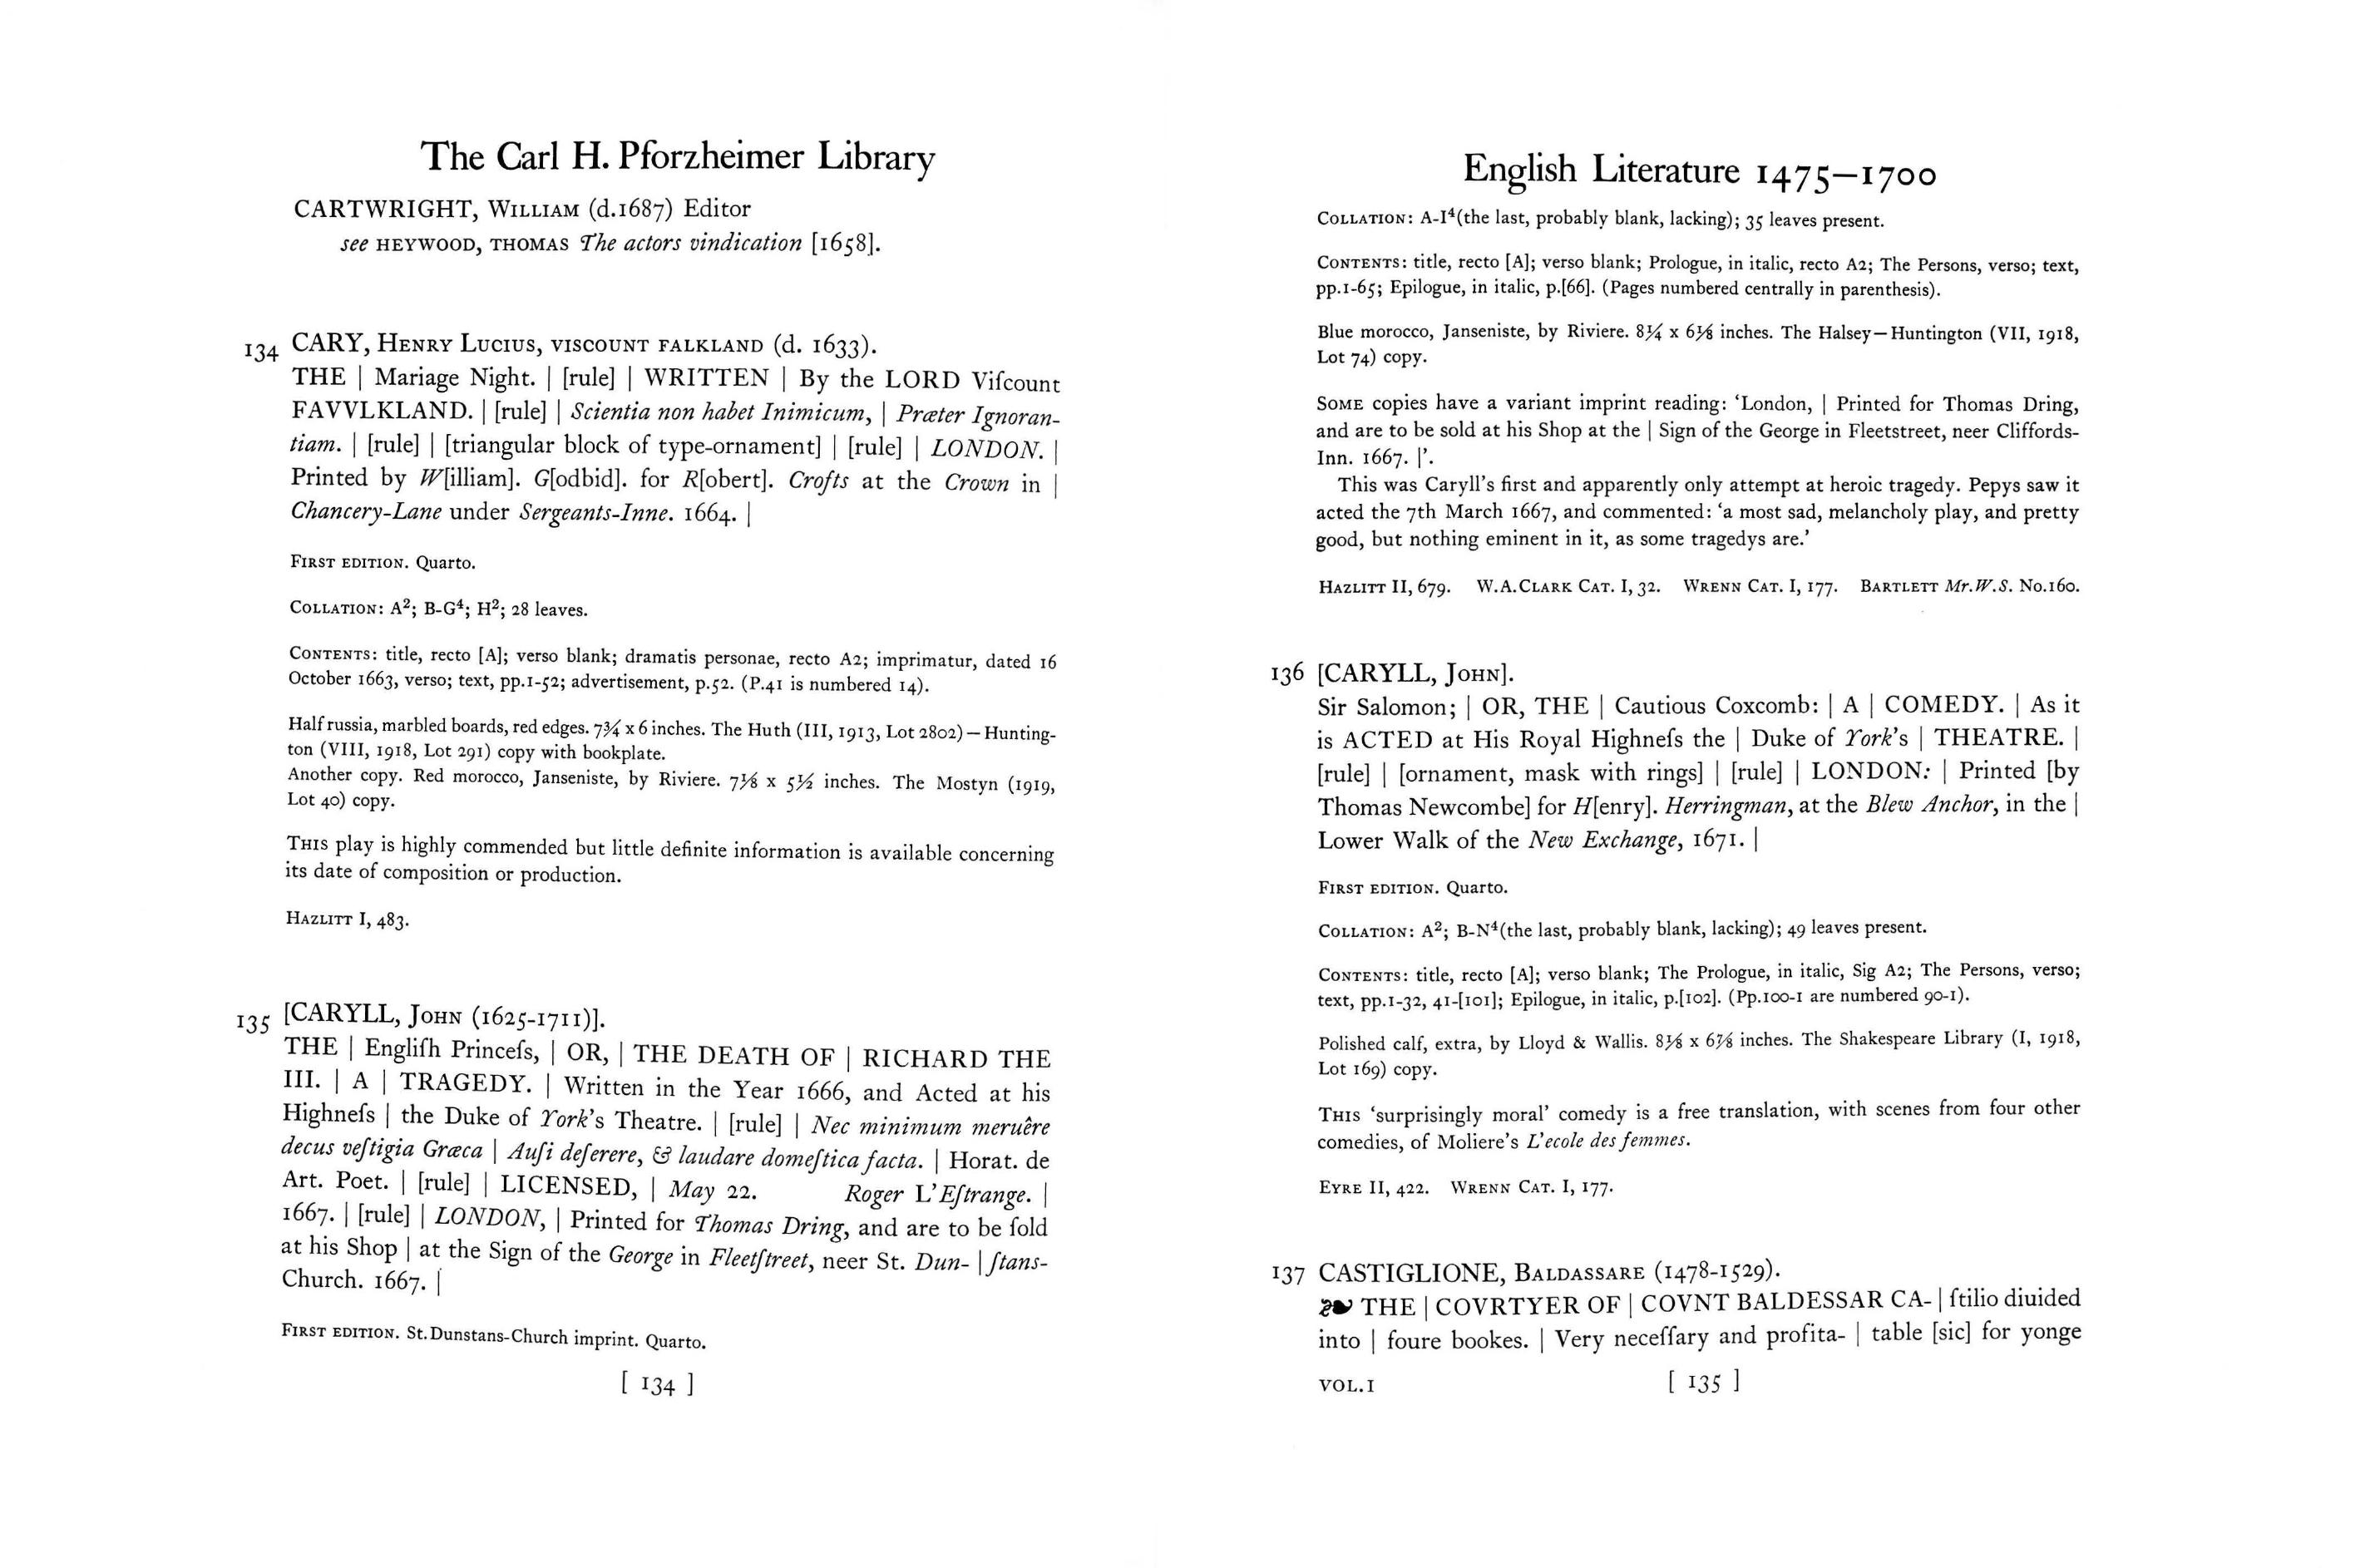 The Carl H. Pforzheimer Library
CARTWRIGHT, WILLIAM (d.1687) Editor
see HEYWOOD, THOMAS The actors vindication [1658].
134 CARY, HENRY LUCIUS, VISCOUNT FALKLAND (d. 1633).
THE | Mariage Night. | [rule] | WRITTEN | By the LORD Viſcount
FAVVLKLAND. | [rule] | Scientia non habet Inimicum, | Præter Ignoran-
tiam. | [rule] | [triangular block of type-ornament] | [rule] | LONDON. |
Printed by W[illiam]. G[odbid]. for R[obert]. Crofts at the Crown in |
Chancery-Lane under Sergeants-Inne. 1664. |
FIRST EDITION. Quarto.
COLLATION: A²; B-G⁴; H²; 28 leaves.
CONTENTS: title, recto [A]; verso blank; dramatis personae, recto A2; imprimatur, dated 16
October 1663, verso; text, pp.1-52; advertisement, p.52. (P.41 is numbered 14).
Half russia, marbled boards, red edges. 7¾ x 6 inches. The Huth (III, 1913, Lot 2802)—Hunting-
ton (VIII, 1918, Lot 291) copy with bookplate.
Another copy. Red morocco, Janseniste, by Riviere. 7⅛ x 5½ inches. The Mostyn (1919,
Lot 40) copy.
THIS play is highly commended but little definite information is available concerning
its date of composition or production.
HAZLITT I, 483.
135 [CARYLL, JOHN (1625-1711)].
THE | Engliſh Princeſs, | OR, | THE DEATH OF | RICHARD THE
III. | A | TRAGEDY. | Written in the Year 1666, and Acted at his
Highneſs | the Duke of York's Theatre. | [rule] | Nec minimum meruêre
decus veſtigia Græca | Auſi deſerere, & laudare domeſtica facta. | Horat. de
Art. Poet. | [rule] | LICENSED, | May 22. Roger L'Eſtrange. |
1667. | [rule] | LONDON, | Printed for Thomas Dring, and are to be ſold
at his Shop | at the Sign of the George in Fleetſtreet, neer St. Dun- | ſtans-
Church. 1667. |
FIRST EDITION. St.Dunstans-Church imprint. Quarto.
[ 134 ]
English Literature 1475—1700
COLLATION: A-I⁴(the last, probably blank, lacking); 35 leaves present.
CONTENTS: title, recto [A]; verso blank; Prologue, in italic, recto A2; The Persons, verso; text,
pp.1-65; Epilogue, in italic, p.[66]. (Pages numbered centrally in parenthesis).
Blue morocco, Janseniste, by Riviere. 8¼ x 6⅛ inches. The Halsey—Huntington (VII, 1918,
Lot 74) copy.
SOME copies have a variant imprint reading: 'London, | Printed for Thomas Dring,
and are to be sold at his Shop at the | Sign of the George in Fleetstreet, neer Cliffords-
Inn. 1667. |'.
This was Caryll's first and apparently only attempt at heroic tragedy. Pepys saw it
acted the 7th March 1667, and commented: 'a most sad, melancholy play, and pretty
good, but nothing eminent in it, as some tragedys are.'
HAZLITT II, 679. W.A.CLARK CAT. I, 32. WRENN CAT. I, 177. BARTLETT Mr.W.S. No.160.
136 [CARYLL, JOHN].
Sir Salomon; | OR, THE | Cautious Coxcomb: | A | COMEDY. | As it
is ACTED at His Royal Highneſs the | Duke of York's | THEATRE. |
[rule] | [ornament, mask with rings] | [rule] | LONDON: | Printed [by
Thomas Newcombe] for H[enry]. Herringman, at the Blew Anchor, in the |
Lower Walk of the New Exchange, 1671. |
FIRST EDITION. Quarto.
COLLATION: A²; B-N⁴(the last, probably blank, lacking); 49 leaves present.
CONTENTS: title, recto [A]; verso blank; The Prologue, in italic, Sig A2; The Persons, verso;
text, pp.1-32, 41-[101]; Epilogue, in italic, p.[102]. (Pp.100-1 are numbered 90-1).
Polished calf, extra, by Lloyd & Wallis. 8⅛ x 6⅞ inches. The Shakespeare Library (I, 1918,
Lot 169) copy.
THIS 'surprisingly moral' comedy is a free translation, with scenes from four other
comedies, of Moliere's L'ecole des femmes.
EYRE II, 422. WRENN CAT. I, 177.
137 CASTIGLIONE, BALDASSARE (1478-1529).
❧ THE | COVRTYER OF | COVNT BALDESSAR CA- | ſtilio diuided
into | foure bookes. | Very neceſſary and profita- | table [sic] for yonge
VOL.I [ 135 ]